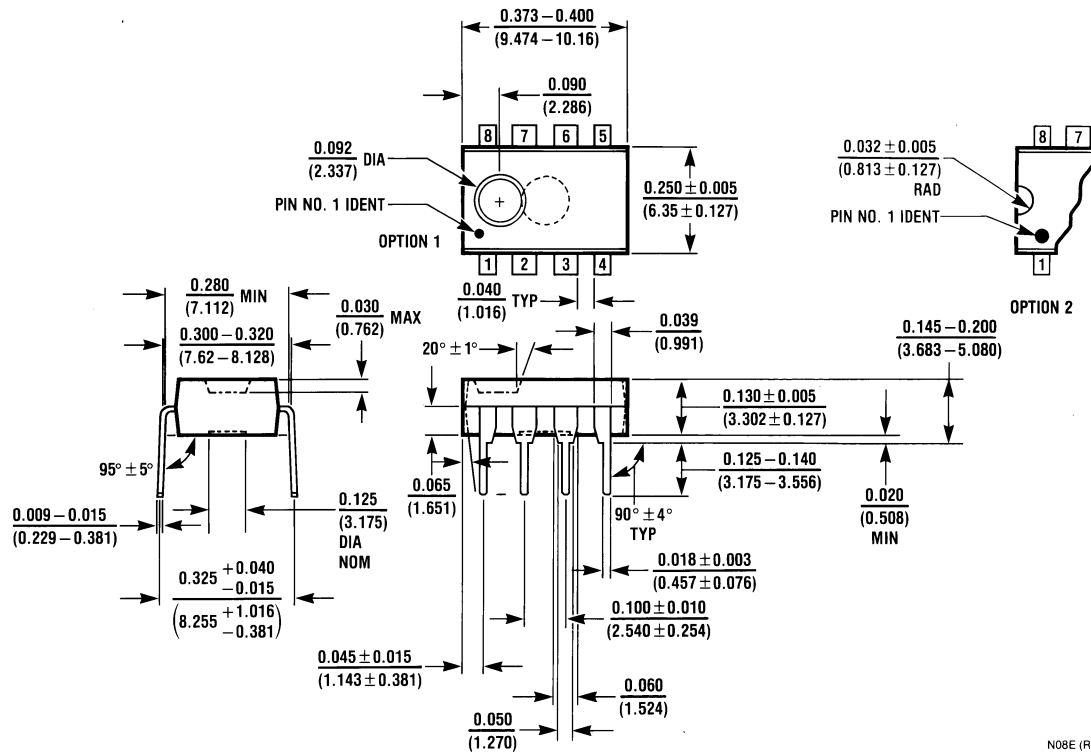 0.373 – 0.400
(9.474 – 10.16)
0.090
(2.286)
8 7 6 5
0.092 DIA
(2.337)
PIN NO. 1 IDENT
OPTION 1
0.250 ± 0.005
(6.35 ± 0.127)
1 2 3 4
0.032 ± 0.005
(0.813 ± 0.127)
RAD
PIN NO. 1 IDENT
8 7
1
OPTION 2
0.280 MIN
(7.112)
0.300 – 0.320
(7.62 – 8.128)
0.030 MAX
(0.762)
0.040 TYP
(1.016)
20° ± 1°
0.039
(0.991)
0.145 – 0.200
(3.683 – 5.080)
0.130 ± 0.005
(3.302 ± 0.127)
95° ± 5°
0.065
(1.651)
0.125 – 0.140
(3.175 – 3.556)
90° ± 4°
TYP
0.020
(0.508)
MIN
0.009 – 0.015
(0.229 – 0.381)
0.125
(3.175)
DIA
NOM
0.325 +0.040
–0.015
(8.255 +1.016
–0.381)
0.018 ± 0.003
(0.457 ± 0.076)
0.100 ± 0.010
(2.540 ± 0.254)
0.045 ± 0.015
(1.143 ± 0.381)
0.060
(1.524)
0.050
(1.270)
N08E (R